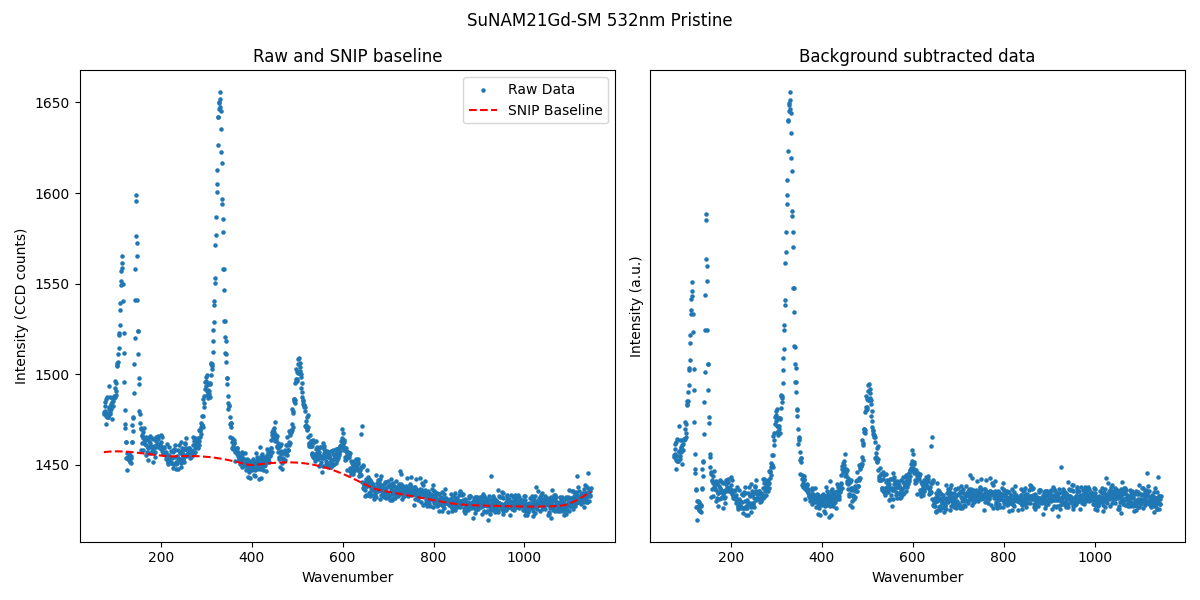 SuNAM21Gd-SM 532nm Pristine
Raw and SNIP baseline
Raw Data
SNIP Baseline
Intensity (CCD counts)
1650
1600
1550
1500
1450
200 400 600 800 1000
Wavenumber
Background subtracted data
Intensity (a.u.)
200 400 600 800 1000
Wavenumber